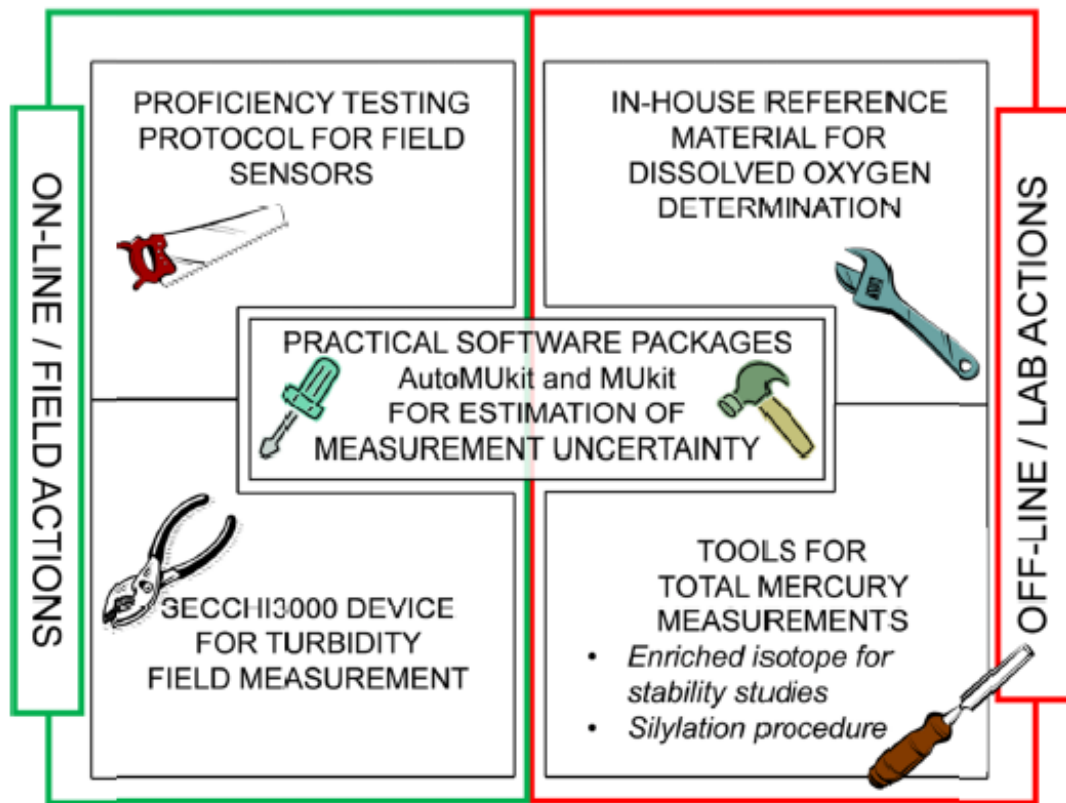 ON-LINE / FIELD ACTIONS
PROFICIENCY TESTING
PROTOCOL FOR FIELD
SENSORS
IN-HOUSE REFERENCE
MATERIAL FOR
DISSOLVED OXYGEN
DETERMINATION
PRACTICAL SOFTWARE PACKAGES
AutoMUkit and MUkit
FOR ESTIMATION OF
MEASUREMENT UNCERTAINTY
SECCHI3000 DEVICE
FOR TURBIDITY
FIELD MEASUREMENT
TOOLS FOR
TOTAL MERCURY
MEASUREMENTS
• Enriched isotope for
stability studies
• Silylation procedure
OFF-LINE / LAB ACTIONS